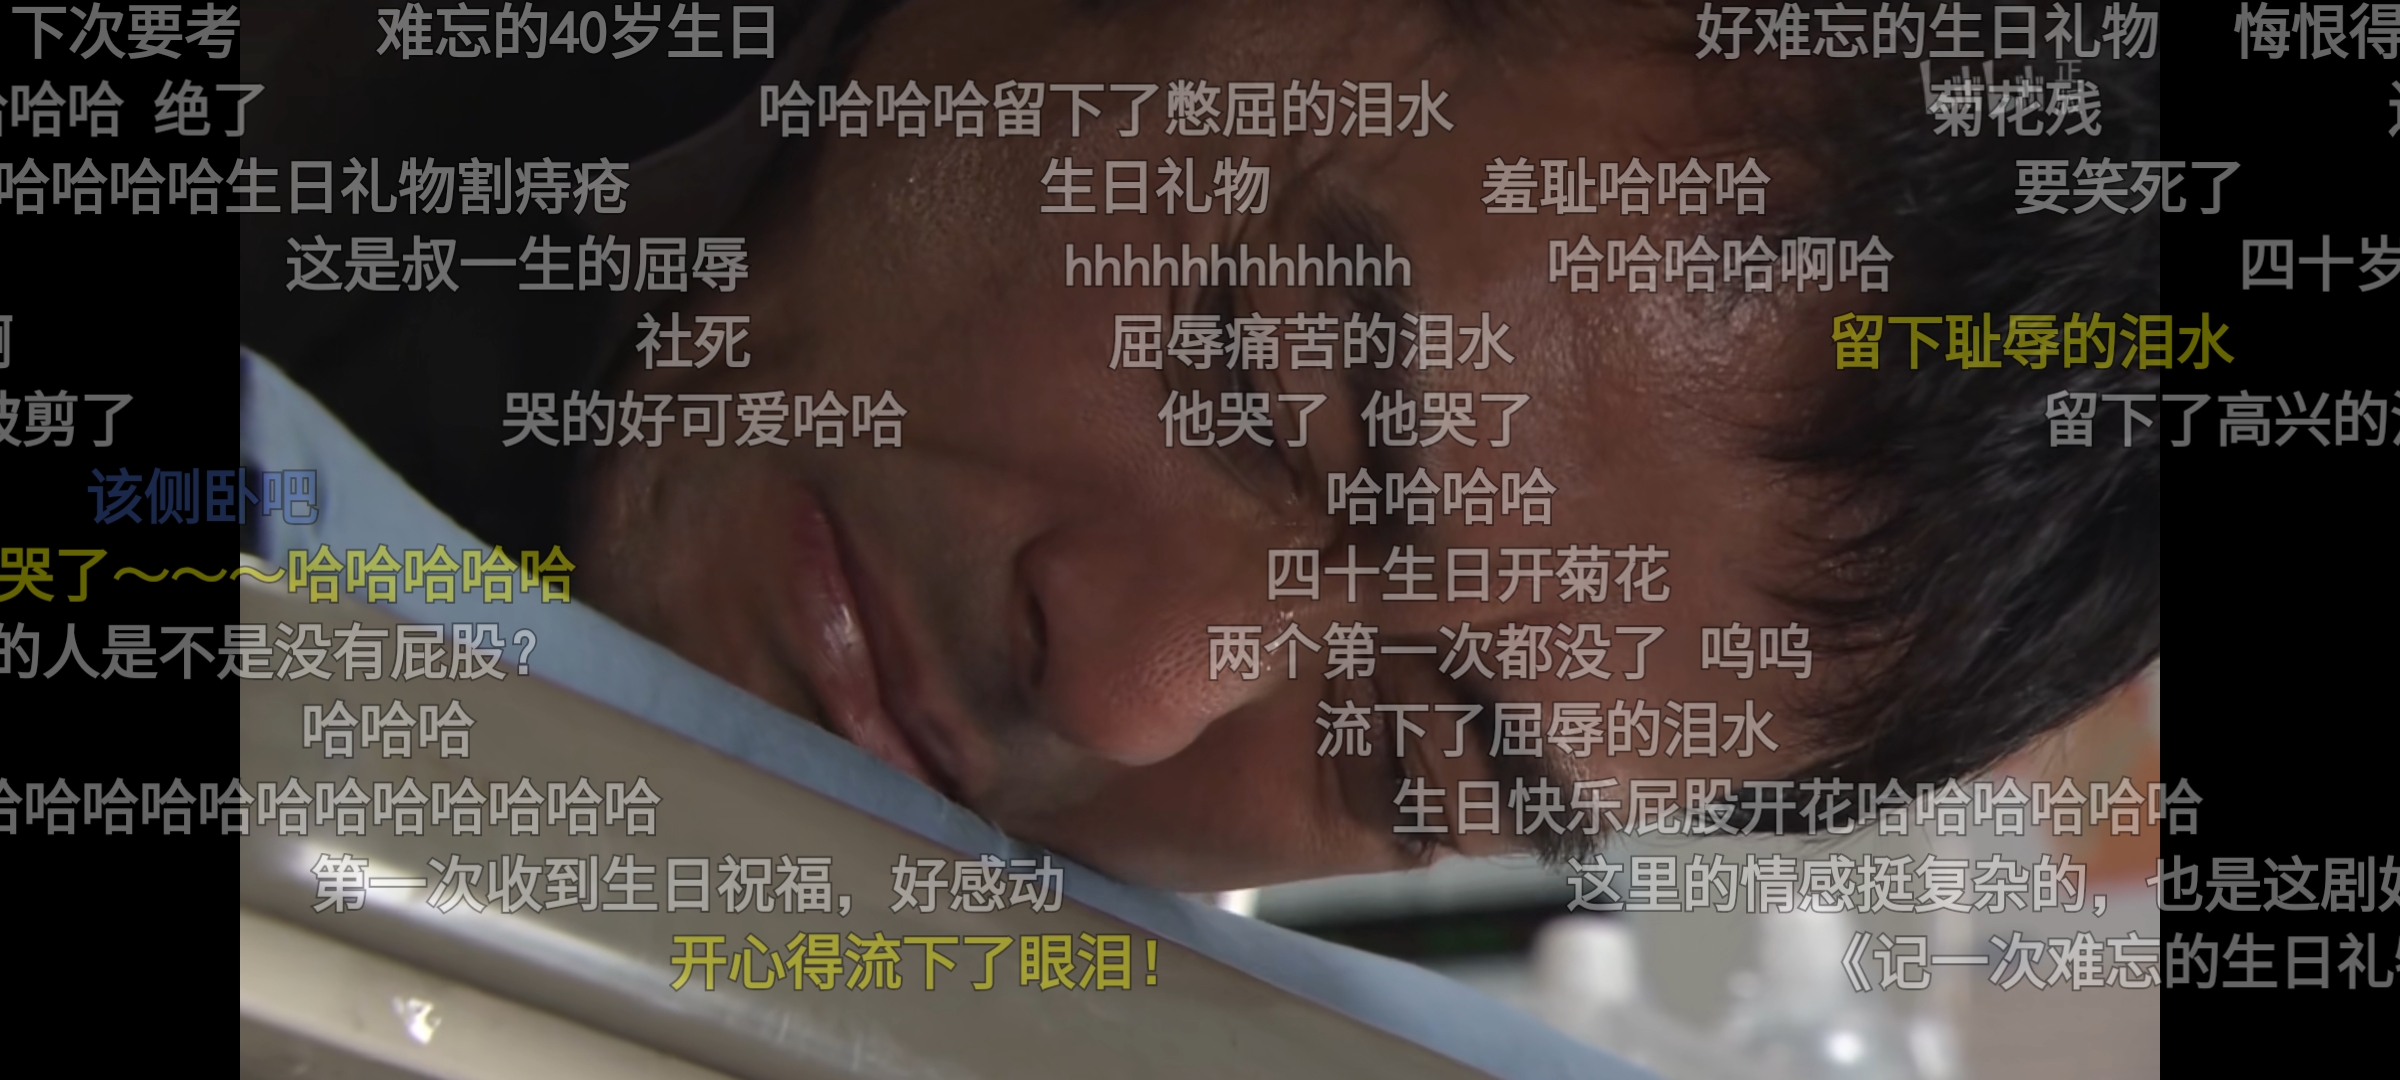 下次要考
难忘的40岁生日
好难忘的生日礼物
悔恨得
哈哈哈 绝了
哈哈哈哈留下了憋屈的泪水
菊花残
哈哈哈哈生日礼物割痔疮
生日礼物
羞耻哈哈哈
要笑死了
这是叔一生的屈辱
hhhhhhhhhhhh
哈哈哈哈啊哈
四十岁
社死
屈辱痛苦的泪水
留下耻辱的泪水
被剪了
哭的好可爱哈哈
他哭了 他哭了
留下了高兴的
该侧卧吧
哈哈哈哈
哭了～～～哈哈哈哈哈
四十生日开菊花
的人是不是没有屁股？
两个第一次都没了 呜呜
哈哈哈
流下了屈辱的泪水
哈哈哈哈哈哈哈哈哈哈哈哈
生日快乐屁股开花哈哈哈哈哈哈
第一次收到生日祝福，好感动
这里的情感挺复杂的，也是这剧
开心得流下了眼泪！
《记一次难忘的生日礼